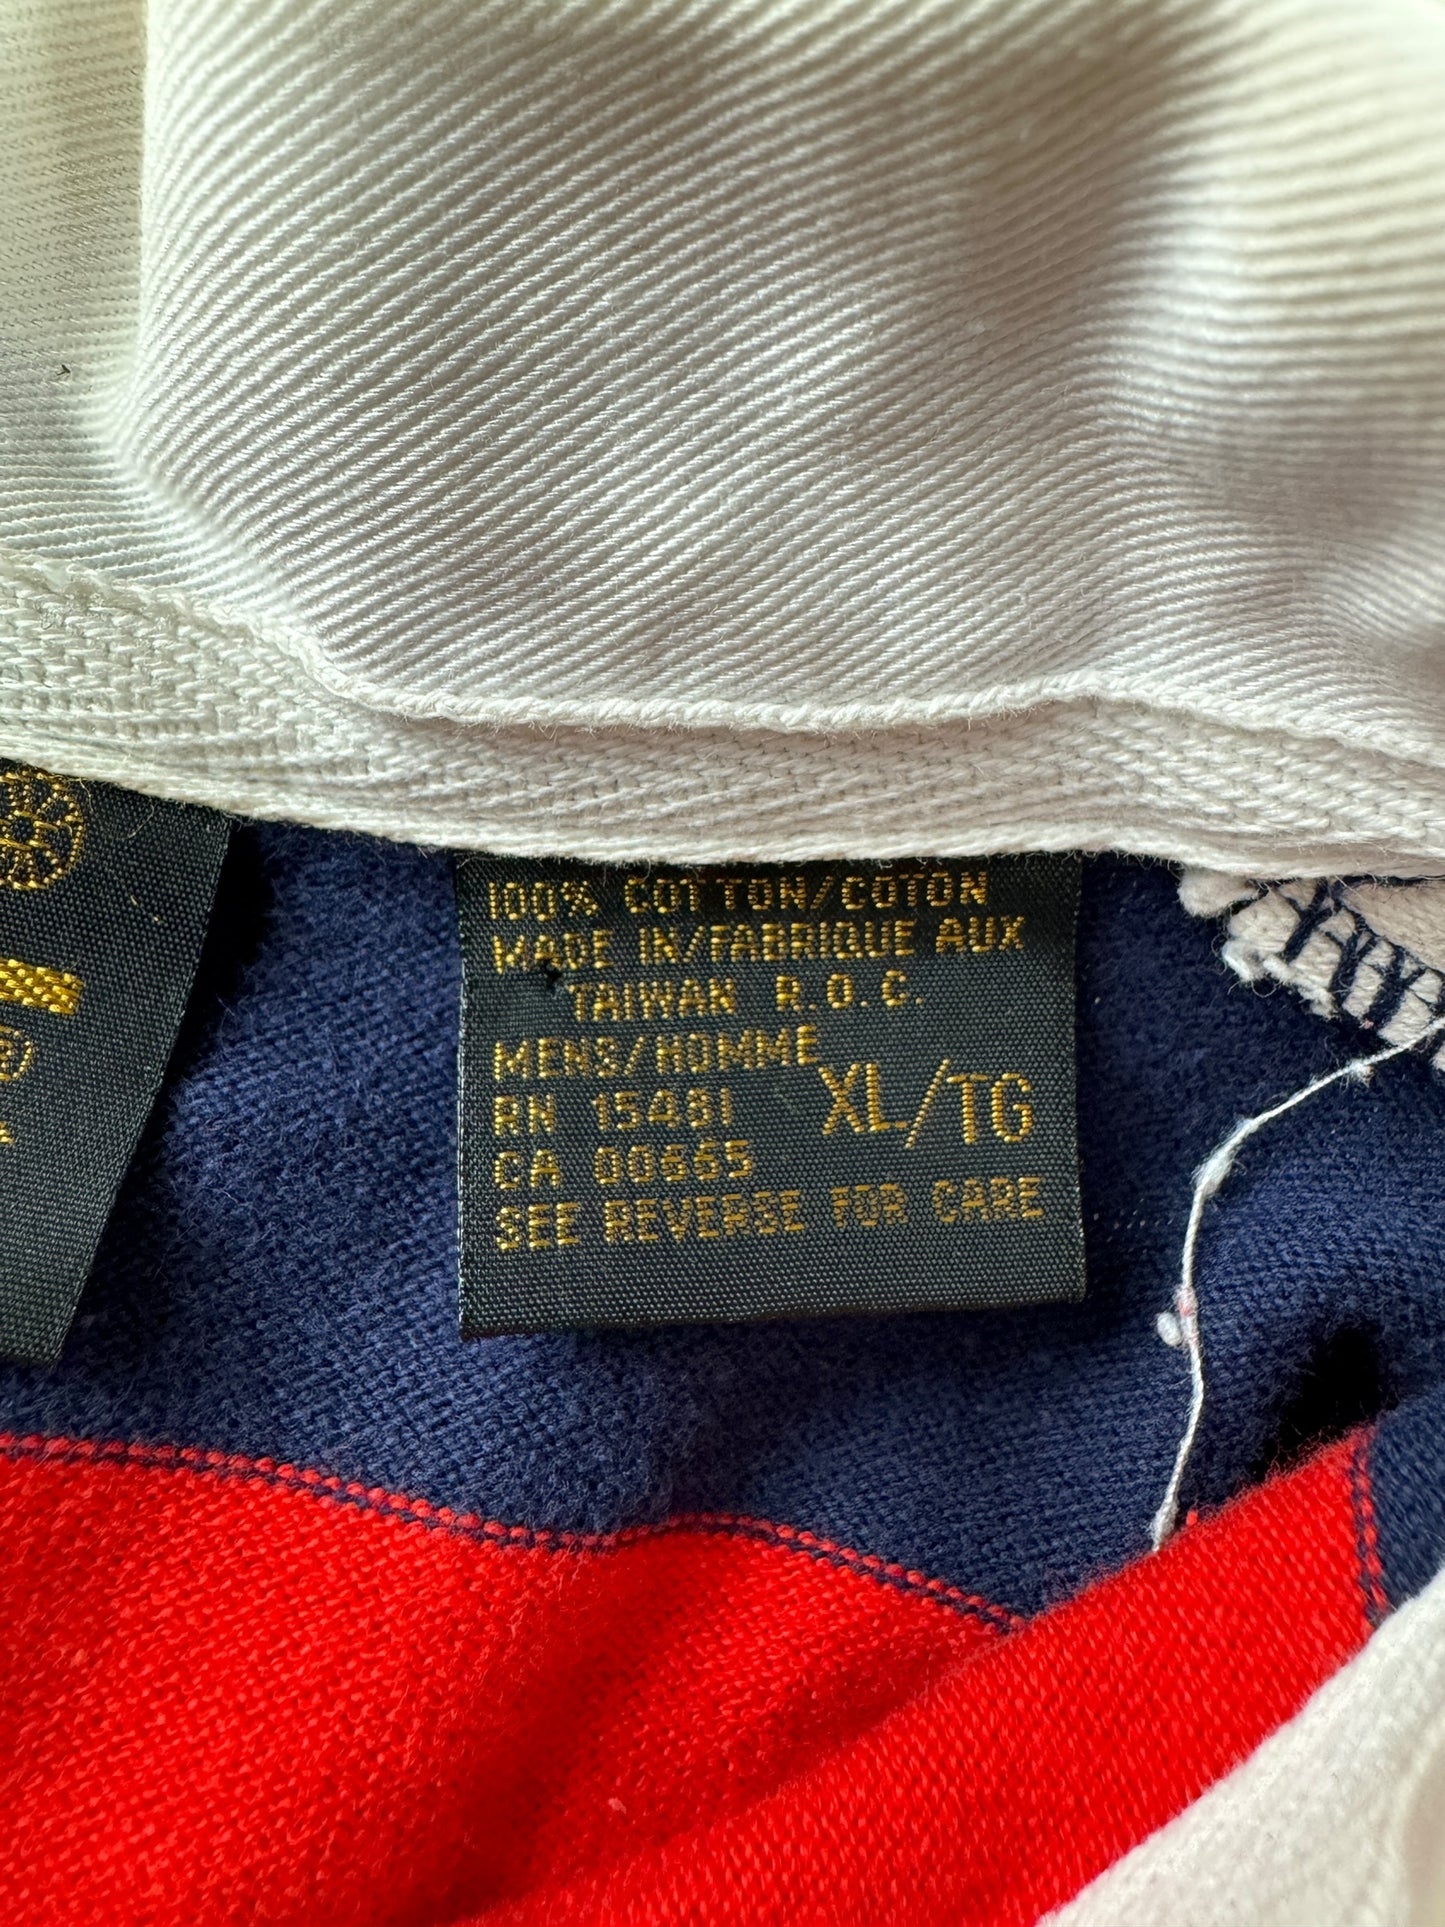 100% COTTON/COTON
MADE IN/FABRIQUE AUX
TAIWAN R.O.C.
MENS/HOMME
XL/TG
RN 15481
CA 00665
SEE REVERSE FOR CARE
®